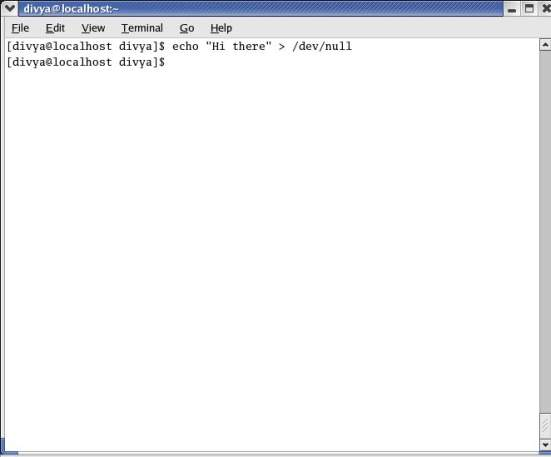 divya@localhost:~
File Edit View Terminal Go Help
[divya@localhost divya]$ echo "Hi there" > /dev/null
[divya@localhost divya]$